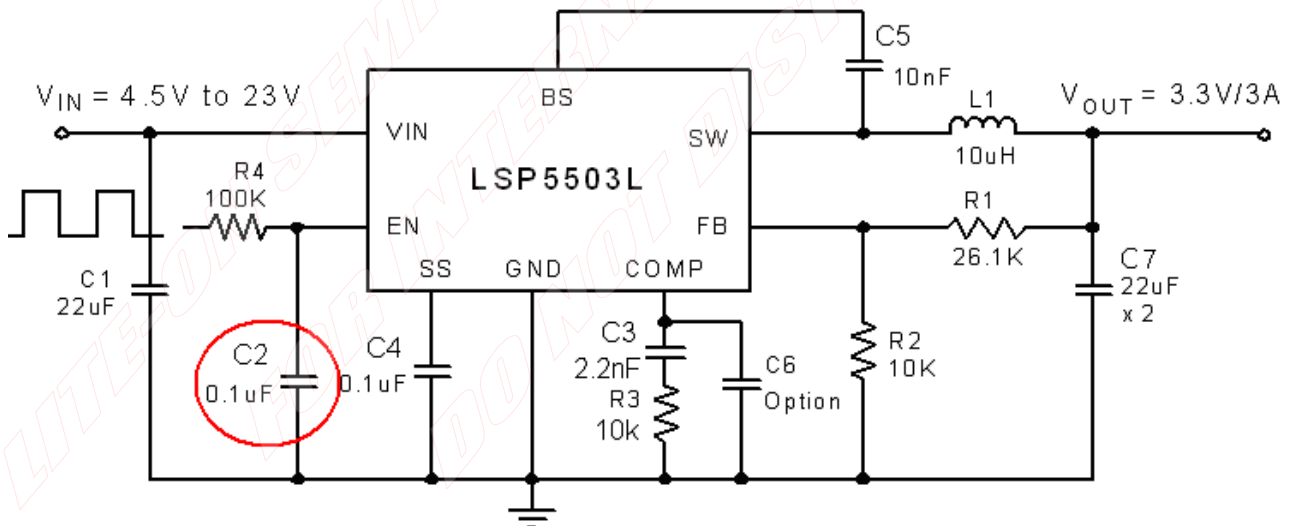 C5
10nF
V_IN = 4.5V to 23V
BS
L1
V_OUT = 3.3V/3A
VIN
SW
10uH
LSP5503L
R4
100K
R1
EN
FB
26.1K
SS
GND
COMP
C1
22uF
C7
22uF
x 2
C2
0.1uF
C4
0.1uF
C3
2.2nF
R3
10k
C6
Option
R2
10K